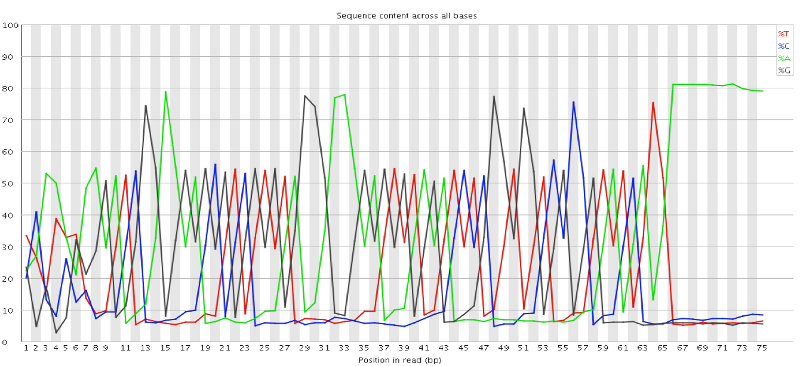 Sequence content across all bases
100
90
80
70
60
50
40
30
20
10
0
%T
%C
%A
%G
1 2 3 4 5 6 7 8 9 11 13 15 17 19 21 23 25 27 29 31 33 35 37 39 41 43 45 47 49 51 53 55 57 59 61 63 65 67 69 71 73 75
Position in read (bp)